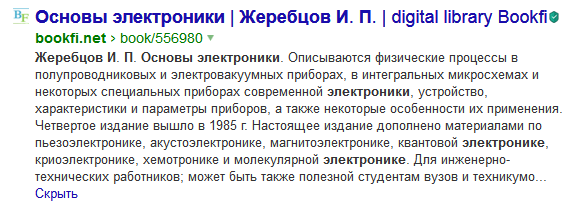 BF Основы электроники | Жеребцов И. П. | digital library Bookfi
bookfi.net › book/556980
Жеребцов И. П. Основы электроники. Описываются физические процессы в
полупроводниковых и электровакуумных приборах, в интегральных микросхемах и
некоторых специальных приборах современной электроники, устройство,
характеристики и параметры приборов, а также некоторые особенности их применения.
Четвертое издание вышло в 1985 г. Настоящее издание дополнено материалами по
пьезоэлектронике, акустоэлектронике, магнитоэлектронике, квантовой электронике,
криоэлектронике, хемотронике и молекулярной электронике. Для инженерно-
технических работников; может быть также полезной студентам вузов и техникумо...
Скрыть